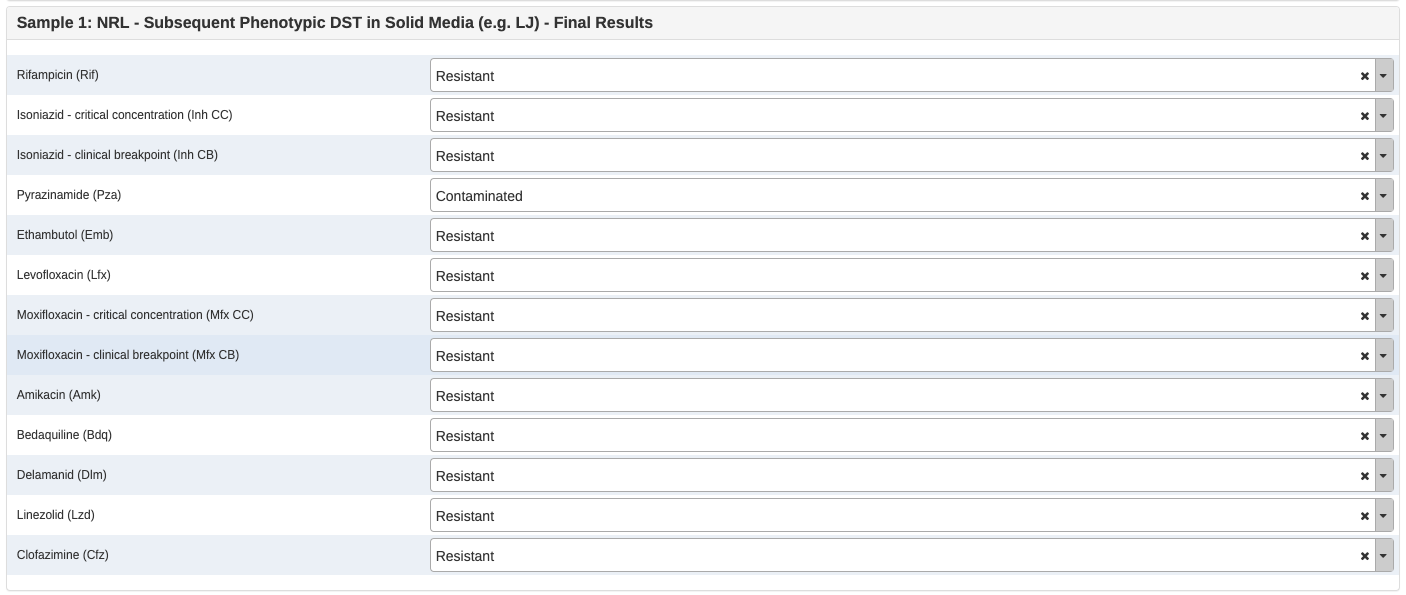 Sample 1: NRL - Subsequent Phenotypic DST in Solid Media (e.g. LJ) - Final Results
Rifampicin (Rif) Resistant
Isoniazid - critical concentration (Inh CC) Resistant
Isoniazid - clinical breakpoint (Inh CB) Resistant
Pyrazinamide (Pza) Contaminated
Ethambutol (Emb) Resistant
Levofloxacin (Lfx) Resistant
Moxifloxacin - critical concentration (Mfx CC) Resistant
Moxifloxacin - clinical breakpoint (Mfx CB) Resistant
Amikacin (Amk) Resistant
Bedaquiline (Bdq) Resistant
Delamanid (Dlm) Resistant
Linezolid (Lzd) Resistant
Clofazimine (Cfz) Resistant